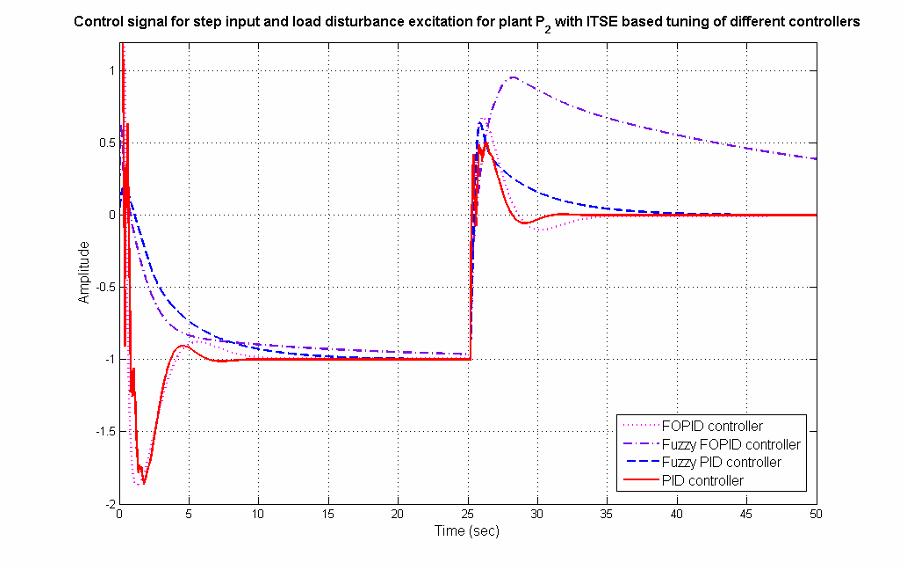 Control signal for step input and load disturbance excitation for plant P2 with ITSE based tuning of different controllers
1
0.5
0
-0.5
-1
-1.5
-2
Amplitude
FOPID controller
Fuzzy FOPID controller
Fuzzy PID controller
PID controller
0 5 10 15 20 25 30 35 40 45 50
Time (sec)